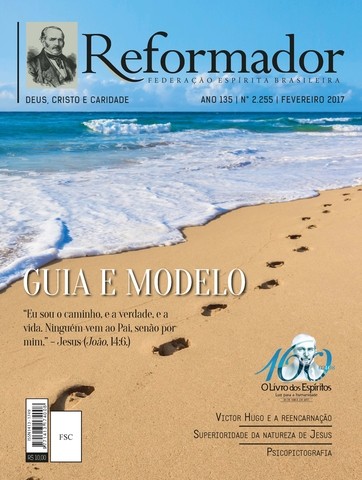 Reformador
FEDERAÇÃO ESPÍRITA BRASILEIRA
DEUS, CRISTO E CARIDADE
ANO 135 | Nº 2.255 | FEVEREIRO 2017
GUIA E MODELO
“Eu sou o caminho, e a verdade, e a
vida. Ninguém vem ao Pai, senão por
mim.” – Jesus (João, 14:6.)
160
O Livro dos Espíritos
VICTOR HUGO E A REENCARNAÇÃO
SUPERIORIDADE DA NATUREZA DE JESUS
PSICOPICTOGRAFIA
FSC
R$ 10,00